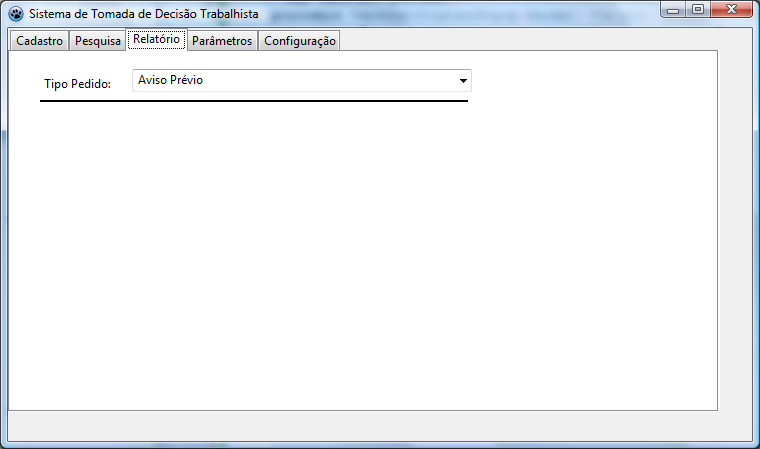 Sistema de Tomada de Decisão Trabalhista
Cadastro Pesquisa Relatório Parâmetros Configuração
Tipo Pedido: Aviso Prévio